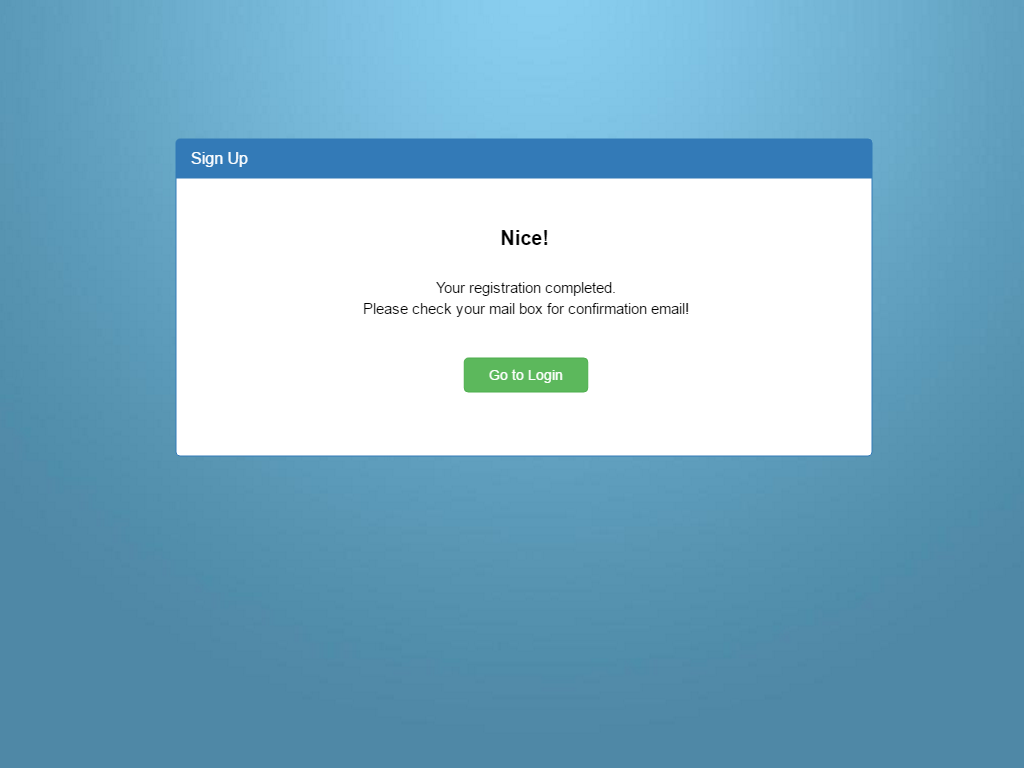 Sign Up
Nice!
Your registration completed.
Please check your mail box for confirmation email!
Go to Login